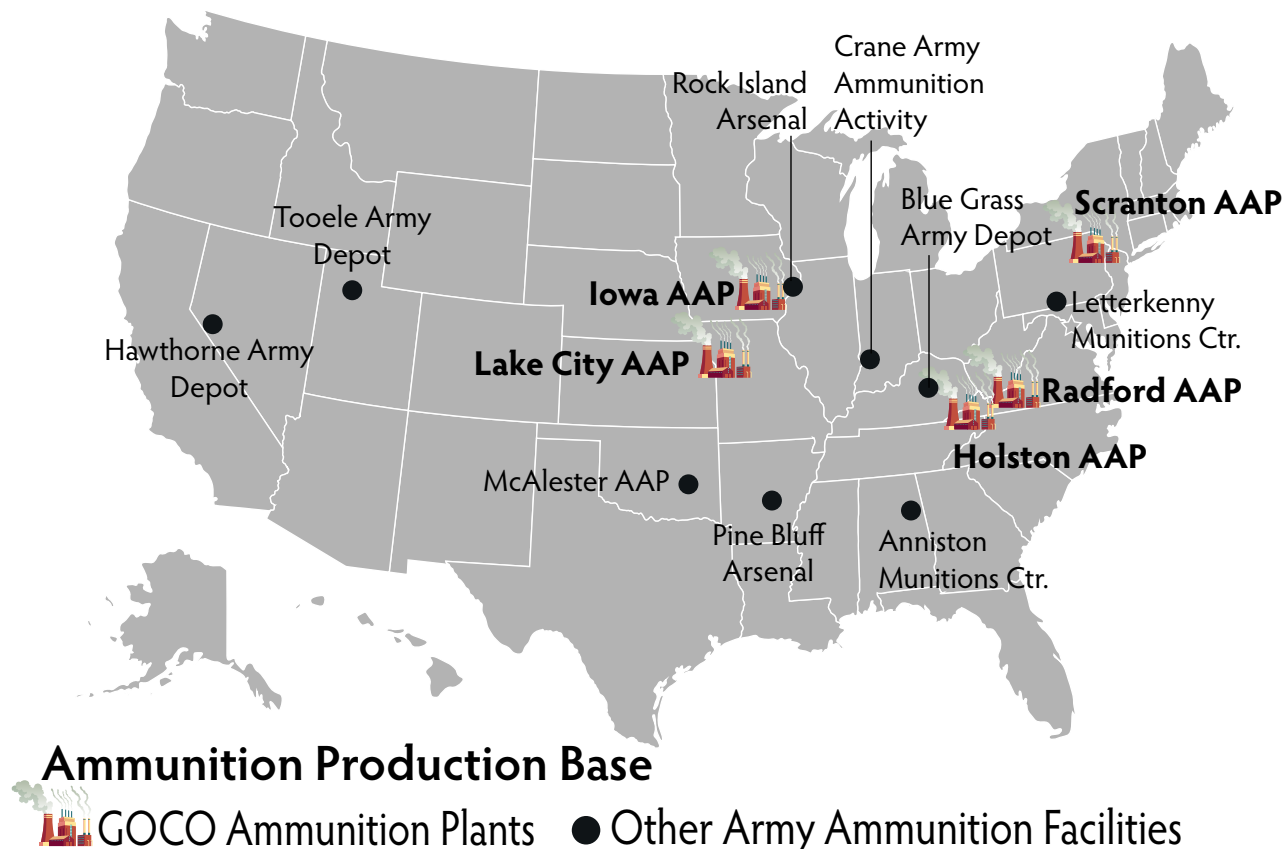 Crane Army
Ammunition
Activity
Rock Island
Arsenal
Blue Grass
Army Depot
Scranton AAP
Tooele Army
Depot
Iowa AAP
Letterkenny
Munitions Ctr.
Hawthorne Army
Depot
Lake City AAP
Radford AAP
Holston AAP
McAlester AAP
Pine Bluff
Arsenal
Anniston
Munitions Ctr.
Ammunition Production Base
GOCO Ammunition Plants
Other Army Ammunition Facilities